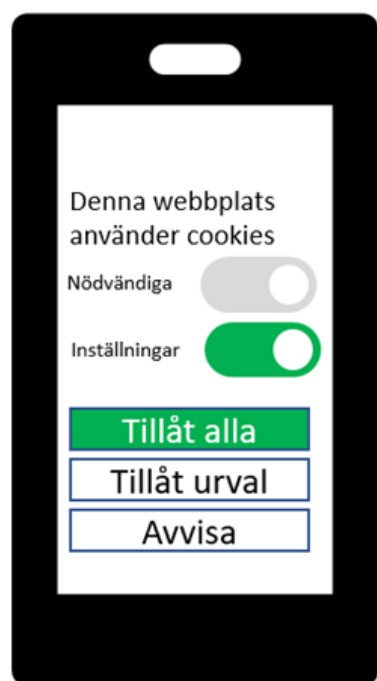 Denna webbplats
använder cookies
Nödvändiga
Inställningar
Tillåt alla
Tillåt urval
Avvisa